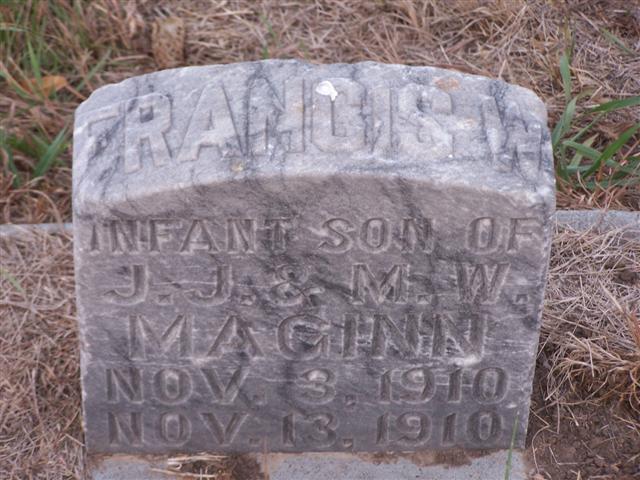 FRANCIS W
INFANT SON OF
J.J. & M.W.
MAGINN
NOV. 3, 1910
NOV. 13, 1910